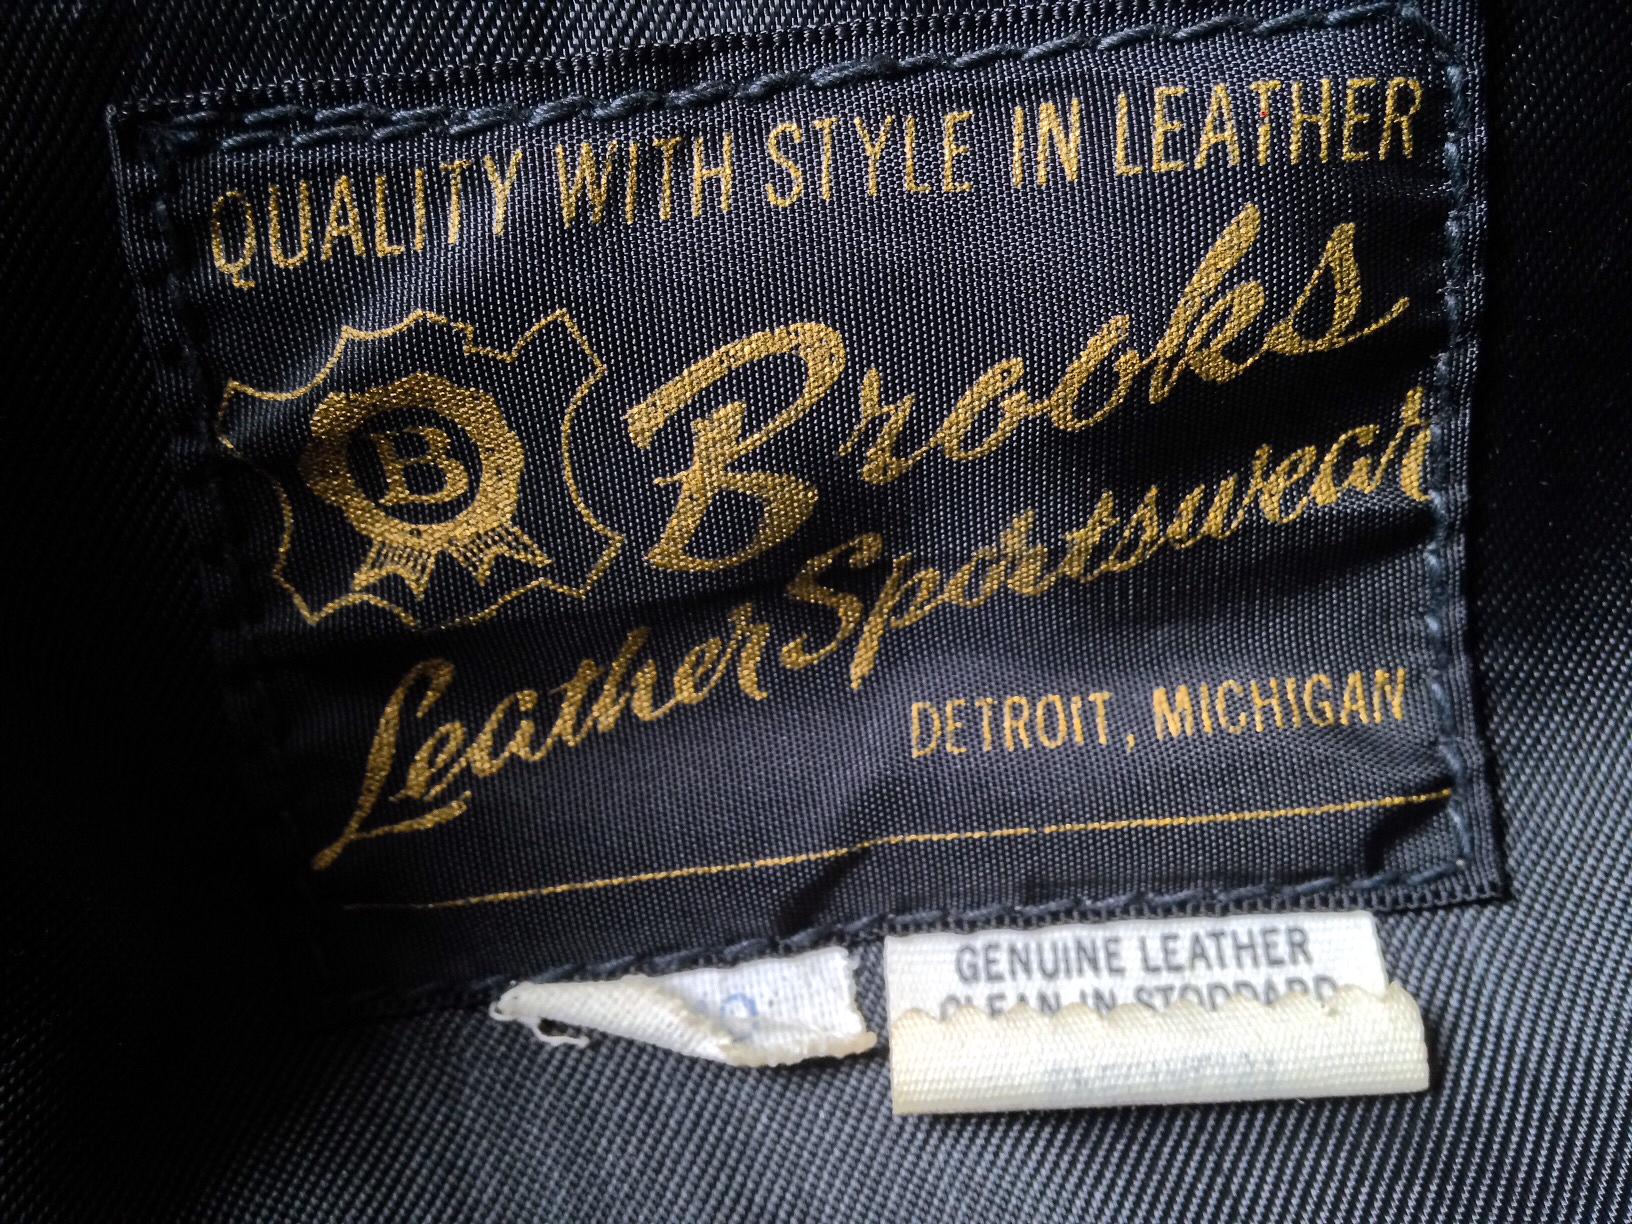 QUALITY WITH STYLE IN LEATHER
B
Brooks
Leather Sportswear
DETROIT, MICHIGAN
GENUINE LEATHER
CLEAN IN STODDARD